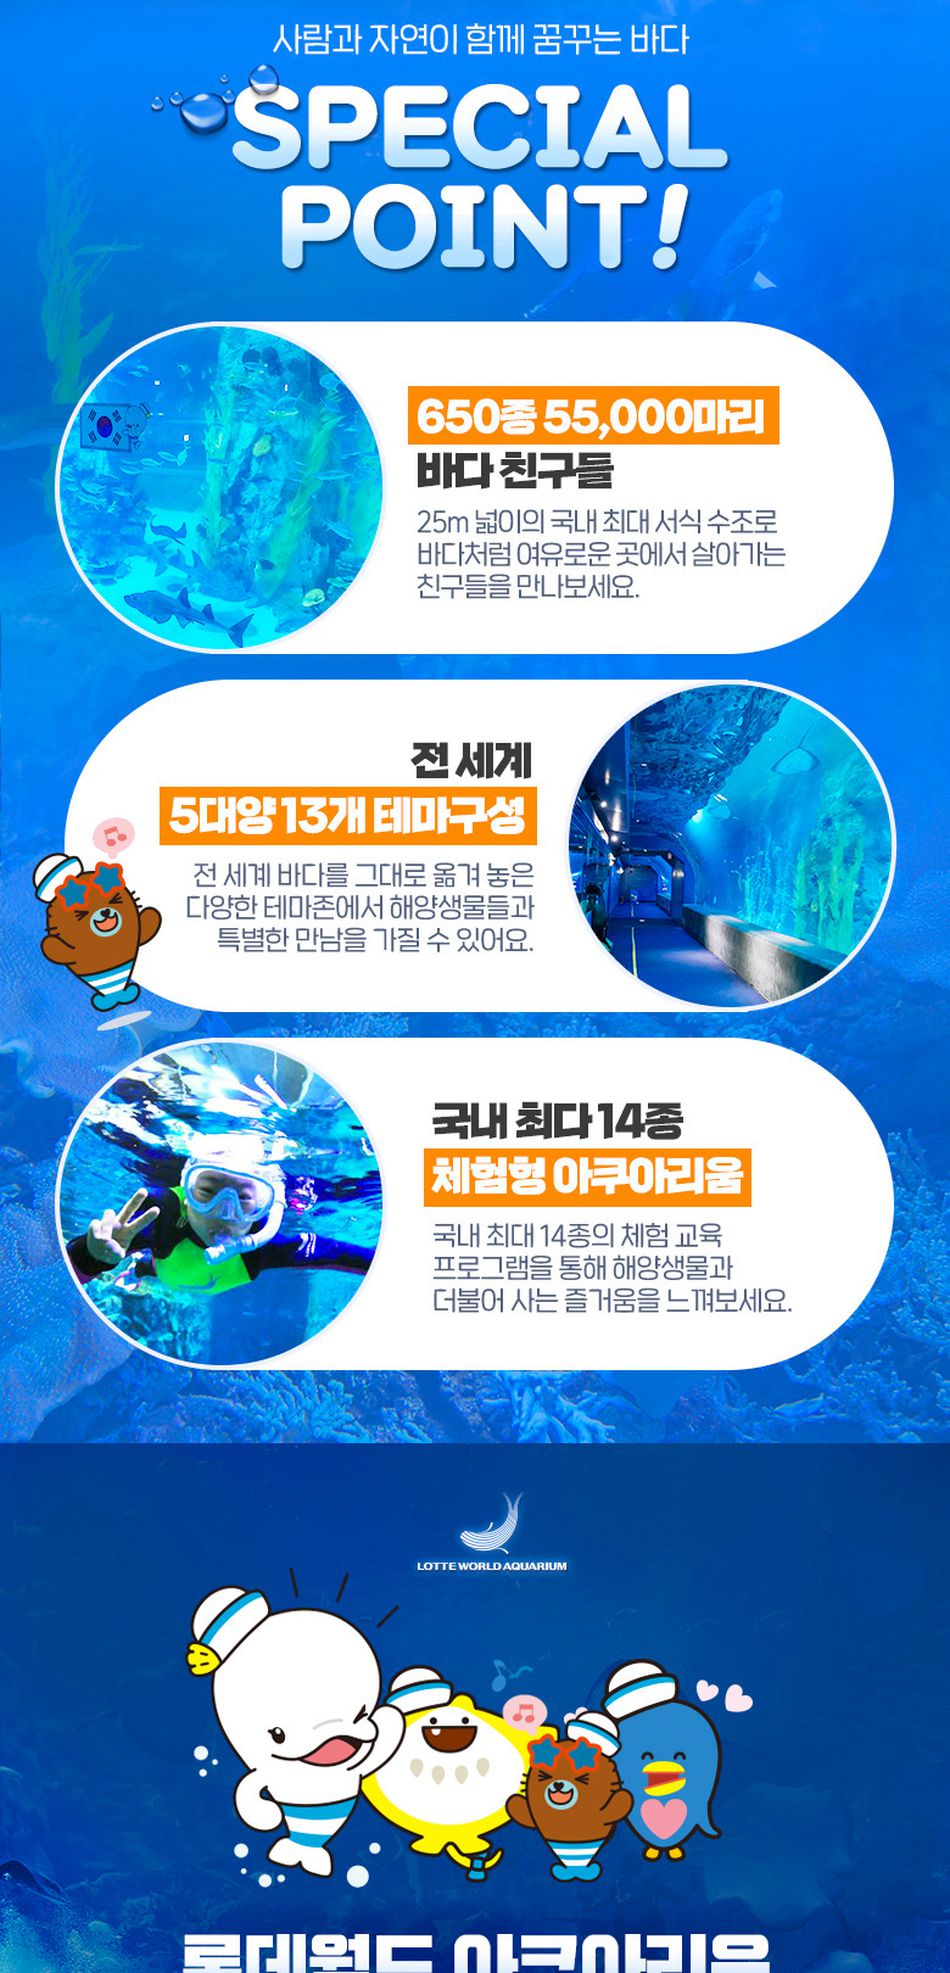 사람과 자연이 함께 꿈꾸는 바다
SPECIAL
POINT!
650종 55,000마리
바다 친구들
25m 넓이의 국내 최대 서식 수조로
바다처럼 여유로운 곳에서 살아가는
친구들을 만나보세요.
전 세계
5대양 13개 테마구성
전 세계 바다를 그대로 옮겨 놓은
다양한 테마존에서 해양생물들과
특별한 만남을 가질 수 있어요.
국내 최다 14종
체험형 아쿠아리움
국내 최대 14종의 체험 교육
프로그램을 통해 해양생물과
더불어 사는 즐거움을 느껴보세요.
LOTTE WORLD AQUARIUM
롯데월드 아쿠아리움